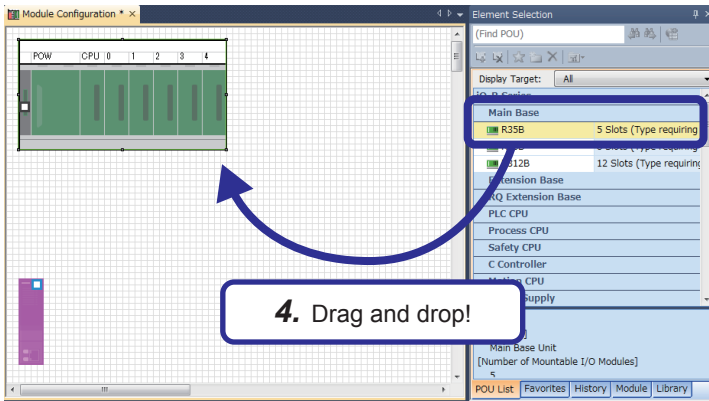 Module Configuration * ×
POW CPU 0 1 2 3 4
4. Drag and drop!
Element Selection
(Find POU)
Display Target: All
Main Base
R35B 5 Slots (Type requiring
12B 12 Slots (Type requiring
Extension Base
RQ Extension Base
PLC CPU
Process CPU
Safety CPU
C Controller
CPU
Supply
Main Base Unit
[Number of Mountable I/O Modules]
5
POU List Favorites History Module Library